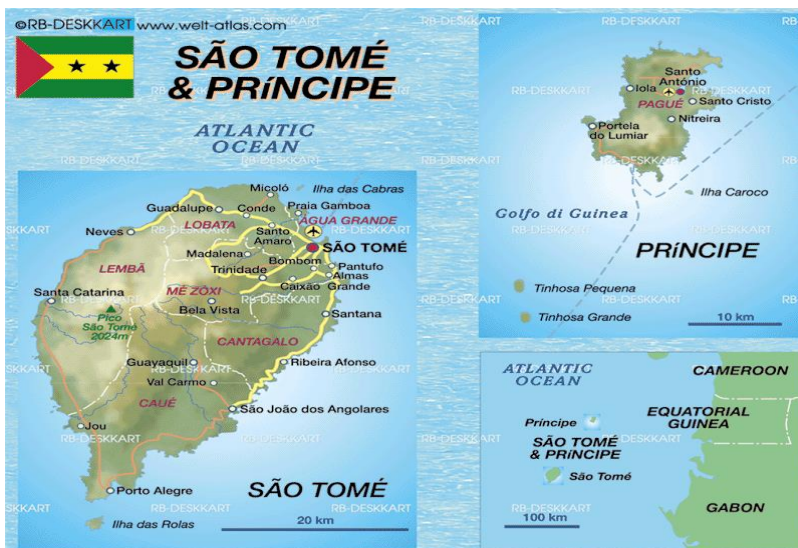 ©RB-DESKKART www.welt-atlas.com
SÃO TOMÉ
& PRíNCIPE
ATLANTIC
OCEAN
RB-DESKKART
Micoló
Ilha das Cabras
Guadalupe
Conde
Praia Gamboa
LOBATA
ÁGUA GRANDE
Neves
Santo
Amaro
SÃO TOMÉ
Madalena
Bombom
LEMBÃ
Trinidade
Pantufo
Almas
MÉ ZÓXI
Caixão Grande
Santa Catarina
Bela Vista
Pico
São Tomé
2024m
Santana
CANTAGALO
Guayaquil
Ribeira Afonso
Val Carmo
CAUÉ
São João dos Angolares
Jou
Porto Alegre
SÃO TOMÉ
Ilha das Rolas
20 km
Santo
António
Iola
PAGUÉ
Santo Cristo
Nitreira
Portela
do Lumiar
Ilha Caroco
Golfo di Guinea
PRíNCIPE
Tinhosa Pequena
Tinhosa Grande
10 km
ATLANTIC
OCEAN
CAMEROON
EQUATORIAL
GUINEA
Príncipe
SÃO TOMÉ
& PRÍNCIPE
São Tomé
GABON
100 km